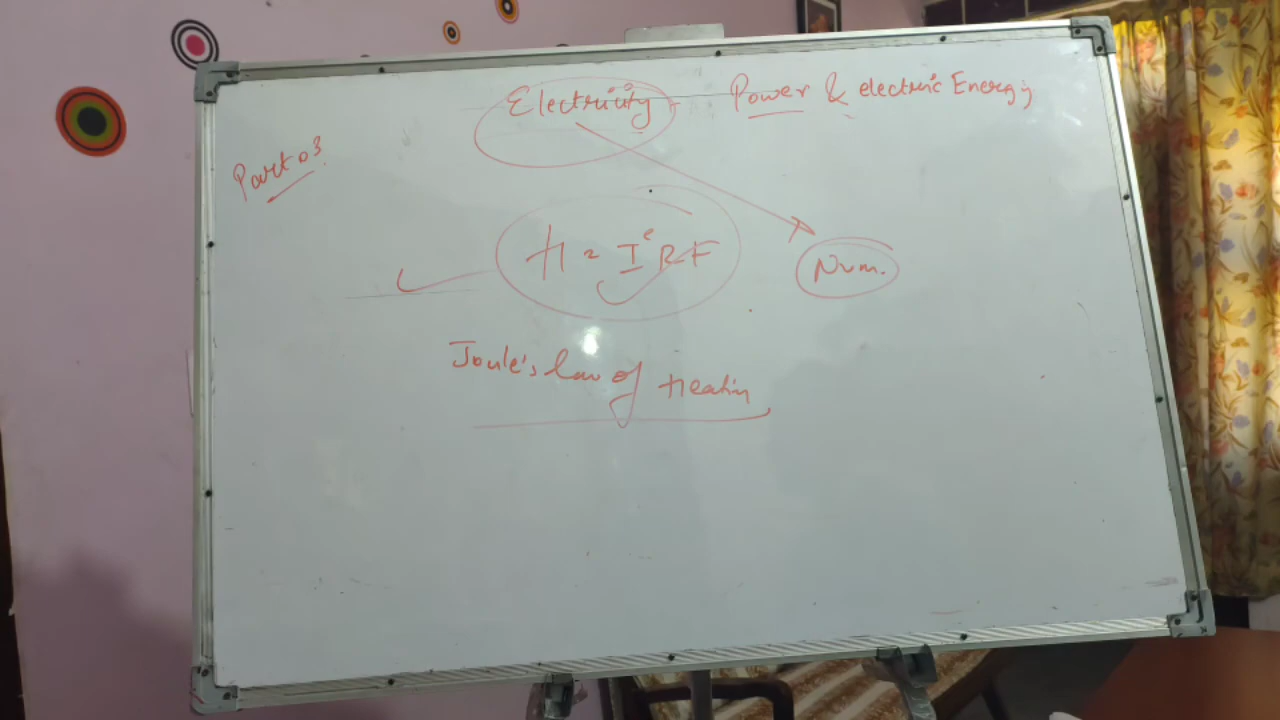 Electricity - Power & electric Energy
Part 03
H = I²Rt
Num.
Joule's law of Heating